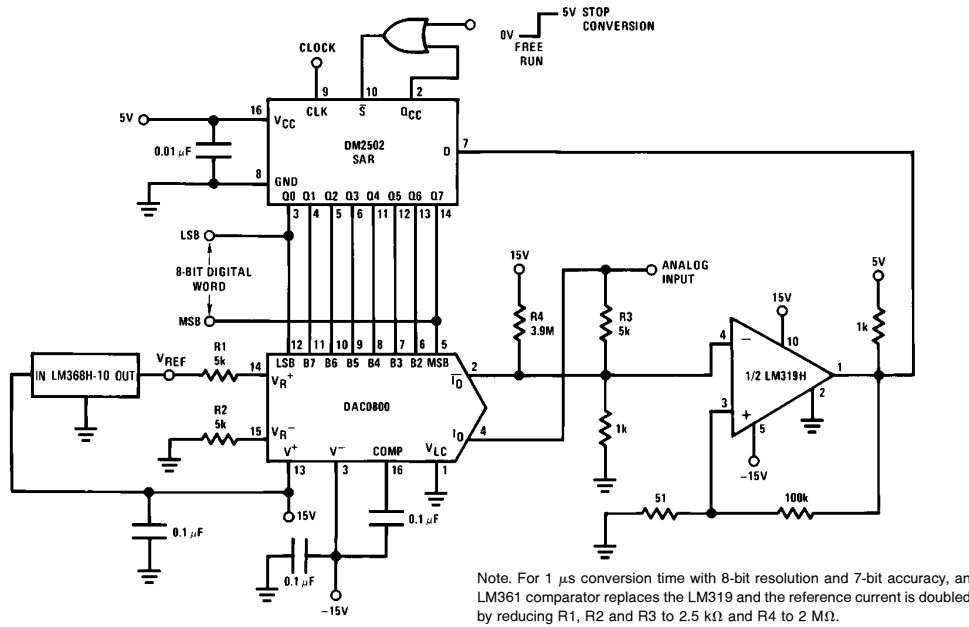 5V STOP
CONVERSION
0V
FREE
RUN
CLOCK
9
10
2
CLK
S̅
QCC
16
5V
VCC
0.01 µF
DM2502
SAR
D
7
8
GND
Q0 Q1 Q2 Q3 Q4 Q5 Q6 Q7
3 4 5 6 11 12 13 14
LSB
8-BIT DIGITAL
WORD
MSB
15V
R4
3.9M
ANALOG
INPUT
R3
5k
5V
1k
15V
10
12 11 10 9 8 7 6 5
LSB B7 B6 B5 B4 B3 B2 MSB
IN LM368H-10 OUT
VREF
R1
5k
14
VR+
DAC0800
I̅O̅
2
IO
4
4
−
1/2 LM319H
1
2
3
+
5
-15V
1k
R2
5k
15
VR−
V+
V−
COMP
VLC
13
3
16
1
15V
0.1 µF
0.1 µF
0.1 µF
-15V
51
100k
Note. For 1 µs conversion time with 8-bit resolution and 7-bit accuracy, an
LM361 comparator replaces the LM319 and the reference current is doubled
by reducing R1, R2 and R3 to 2.5 kΩ and R4 to 2 MΩ.